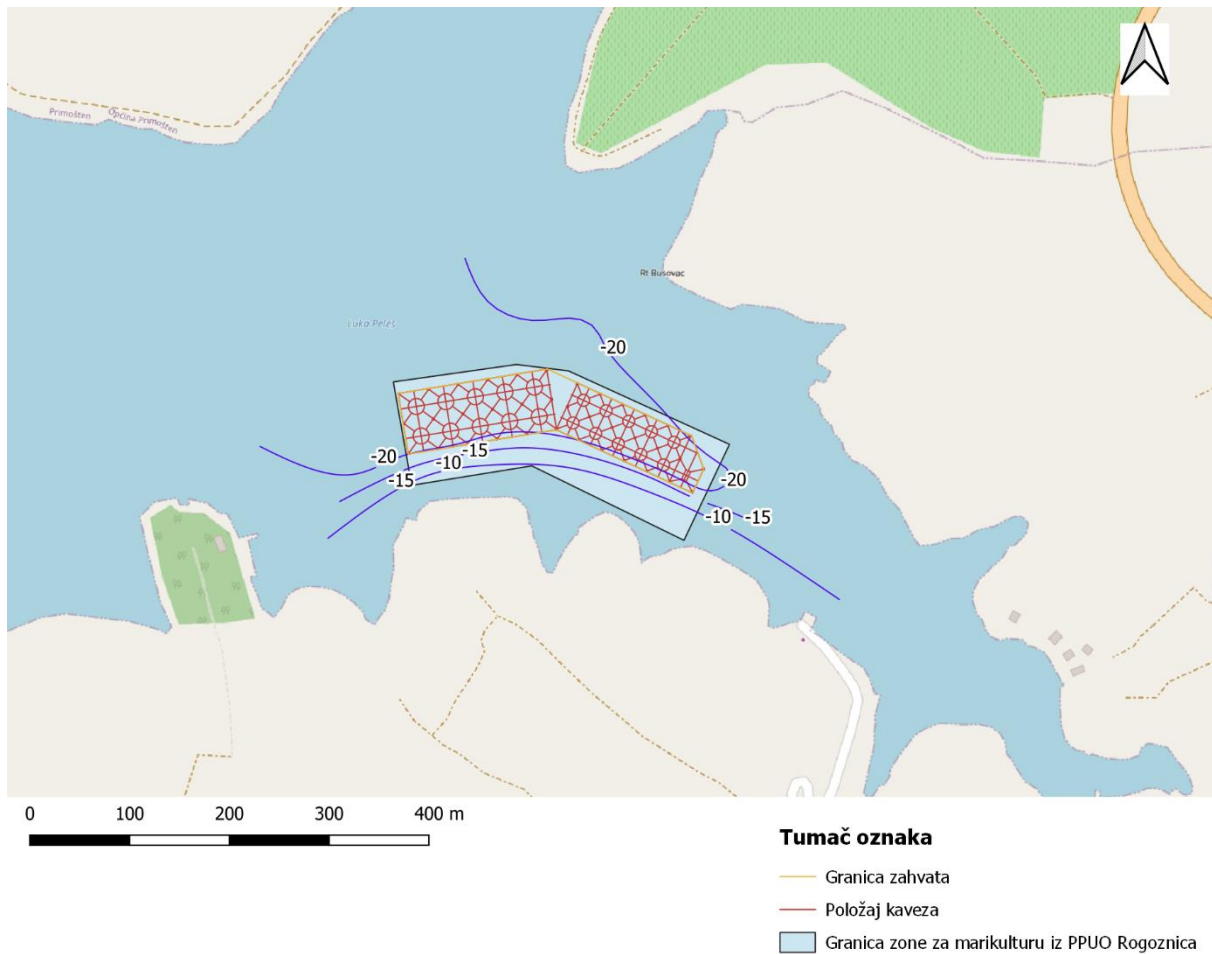 Primošten
Općina Primošten
Rt Busovac
Luka Peleš
-20
-20
-15
-10
-15
-20
-10
-15
0 100 200 300 400 m
Tumač oznaka
Granica zahvata
Položaj kaveza
Granica zone za marikulturu iz PPUO Rogoznica